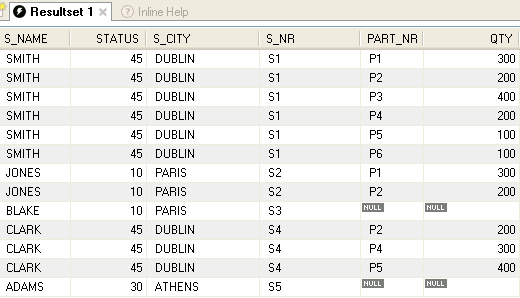 Resultset 1 Inline Help
S_NAME STATUS S_CITY S_NR PART_NR QTY
SMITH 45 DUBLIN S1 P1 300
SMITH 45 DUBLIN S1 P2 200
SMITH 45 DUBLIN S1 P3 400
SMITH 45 DUBLIN S1 P4 200
SMITH 45 DUBLIN S1 P5 100
SMITH 45 DUBLIN S1 P6 100
JONES 10 PARIS S2 P1 300
JONES 10 PARIS S2 P2 200
BLAKE 10 PARIS S3 NULL NULL
CLARK 45 DUBLIN S4 P2 200
CLARK 45 DUBLIN S4 P4 300
CLARK 45 DUBLIN S4 P5 400
ADAMS 30 ATHENS S5 NULL NULL